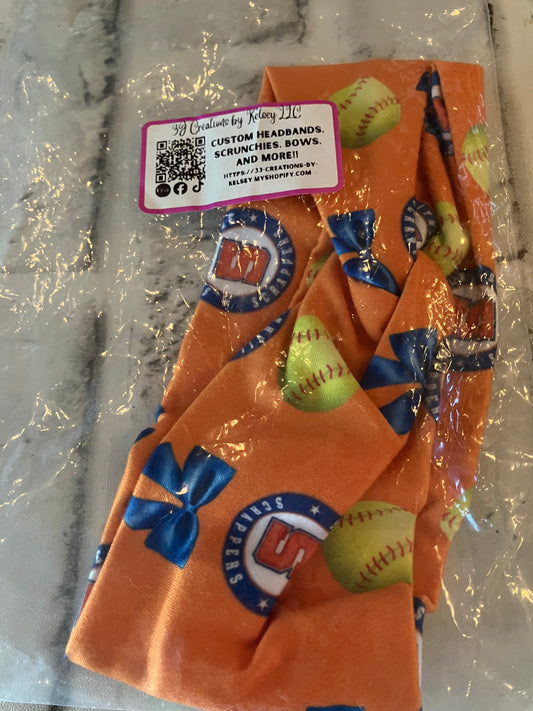 3J Creations by Kelsey LLC
CUSTOM HEADBANDS,
SCRUNCHIES, BOWS,
AND MORE!!
HTTPS://3J-CREATIONS-BY-
KELSEY.MYSHOPIFY.COM
S
SCRAPPERS
S
SCRAPPERS